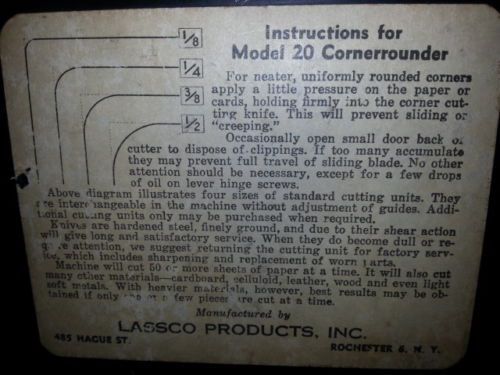 Instructions for
Model 20 Cornerrounder
1/8
1/4
3/8
1/2
For neater, uniformly rounded corners
apply a little pressure on the paper or
cards, holding firmly into the corner cut-
ting knife. This will prevent sliding or
"creeping."
Occasionally open small door back of
cutter to dispose of clippings. If too many accumulate
they may prevent full travel of sliding blade. No other
attention should be necessary, except for a few drops
of oil on lever hinge screws.
Above diagram illustrates four sizes of standard cutting units. They
are interchangeable in the machine without adjustment of guides. Addi-
tional cutting units only may be purchased when required.
Knives are hardened steel, finely ground, and due to their shear action
will give long and satisfactory service. When they do become dull or re-
quire attention, we suggest returning the cutting unit for factory serv-
ice, which includes sharpening and replacement of worn parts.
Machine will cut 50 or more sheets of paper at a time. It will also cut
many other materials—cardboard, celluloid, leather, wood and even light
soft metals. With heavier materials, however, best results may be ob-
tained if only one or a few pieces are cut at a time.
Manufactured by
LASSCO PRODUCTS, INC.
485 HAGUE ST.
ROCHESTER 6, N. Y.